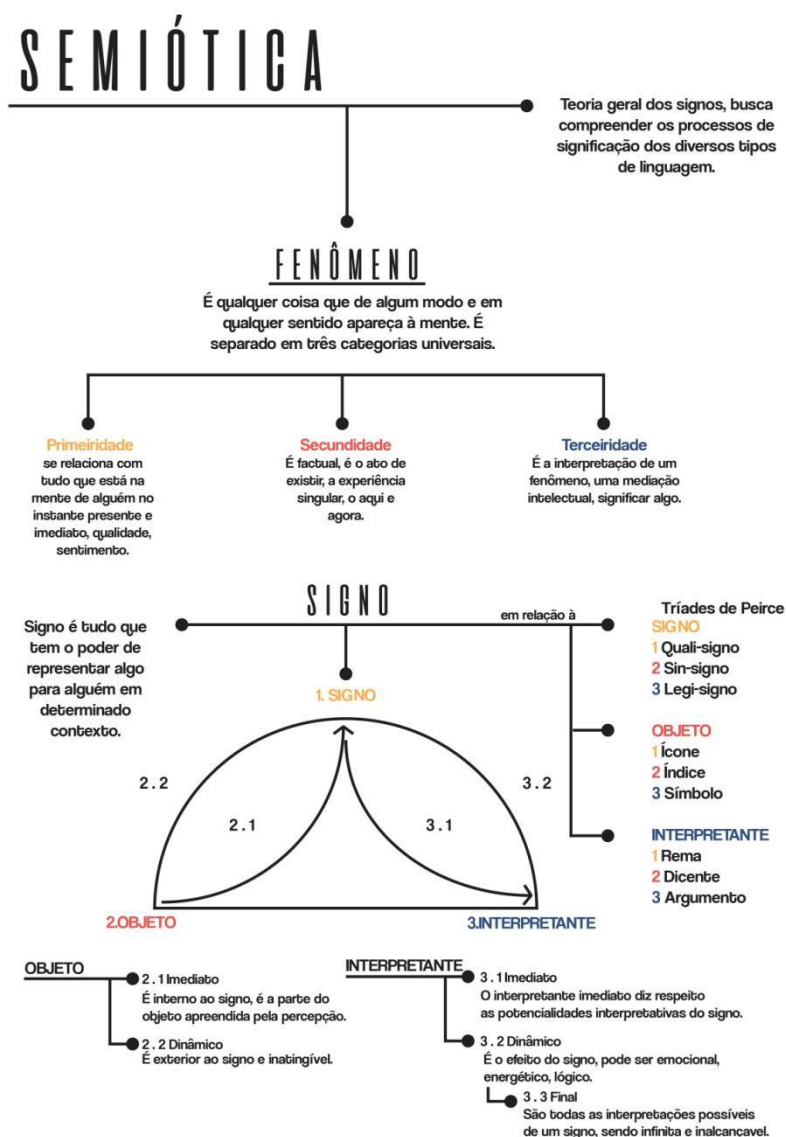 SEMIÓTICA
Teoria geral dos signos, busca
compreender os processos de
significação dos diversos tipos
de linguagem.
FENÔMENO
É qualquer coisa que de algum modo e em
qualquer sentido apareça à mente. É
separado em três categorias universais.
Primeiridade
se relaciona com
tudo que está na
mente de alguém no
instante presente e
imediato, qualidade,
sentimento.
Secundidade
É factual, é o ato de
existir, a experiência
singular, o aqui e
agora.
Terceiridade
É a interpretação de um
fenômeno, uma mediação
intelectual, significar algo.
SIGNO
Signo é tudo que
tem o poder de
representar algo
para alguém em
determinado
contexto.
em relação à
Tríades de Peirce
SIGNO
1 Quali-signo
2 Sin-signo
3 Legi-signo
OBJETO
1 Ícone
2 Índice
3 Símbolo
INTERPRETANTE
1 Rema
2 Dicente
3 Argumento
1. SIGNO
2.2
2.1
3.1
3.2
2.OBJETO
3.INTERPRETANTE
OBJETO
2.1 Imediato
É interno ao signo, é a parte do
objeto apreendida pela percepção.
2.2 Dinâmico
É exterior ao signo e inatingível.
INTERPRETANTE
3.1 Imediato
O interpretante imediato diz respeito
as potencialidades interpretativas do signo.
3.2 Dinâmico
É o efeito do signo, pode ser emocional,
energético, lógico.
3.3 Final
São todas as interpretações possíveis
de um signo, sendo infinita e inalcançavel.